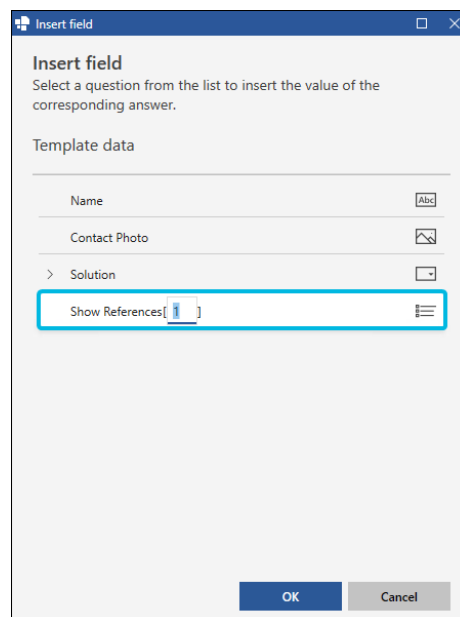 Insert field
Insert field
Select a question from the list to insert the value of the
corresponding answer.
Template data
Name Abc
Contact Photo
Solution
Show References[ 1 ]
OK Cancel